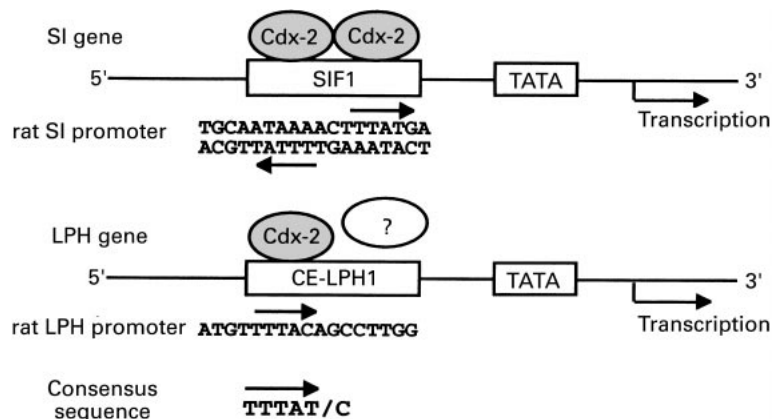 SI gene
Cdx-2 Cdx-2
5' SIF1 TATA 3'
Transcription
rat SI promoter
TGCAATAAAACTTTATGA
ACGTTATTTTGAAATACT
LPH gene
Cdx-2 ?
5' CE-LPH1 TATA 3'
Transcription
rat LPH promoter ATGTTTTACAGCCTTGG
Consensus
sequence TTTAT/C